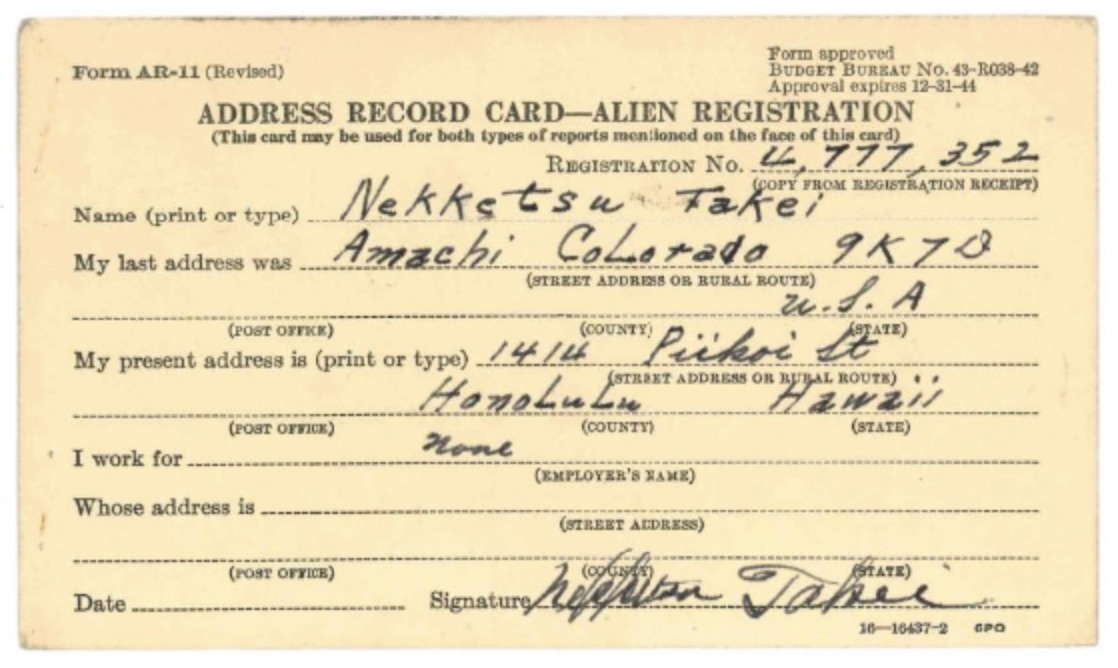 Form AR-11 (Revised)
Form approved
BUDGET BUREAU No. 43-R038-42
Approval expires 12-31-44
ADDRESS RECORD CARD—ALIEN REGISTRATION
(This card may be used for both types of reports mentioned on the face of this card)
REGISTRATION No. 4,777,352
(COPY FROM REGISTRATION RECEIPT)
Name (print or type) Nekketsu Takei
My last address was Amachi Colorado 9K 7D
(STREET ADDRESS OR RURAL ROUTE)
U.S.A
(POST OFFICE) (COUNTY) (STATE)
My present address is (print or type) 1414 Piikoi St
(STREET ADDRESS OR RURAL ROUTE)
Honolulu Hawaii
(POST OFFICE) (COUNTY) (STATE)
I work for None
(EMPLOYER'S NAME)
Whose address is
(STREET ADDRESS)
(POST OFFICE) (COUNTY) (STATE)
Date Signature Nekketsu Takei
16—16437-2 GPO